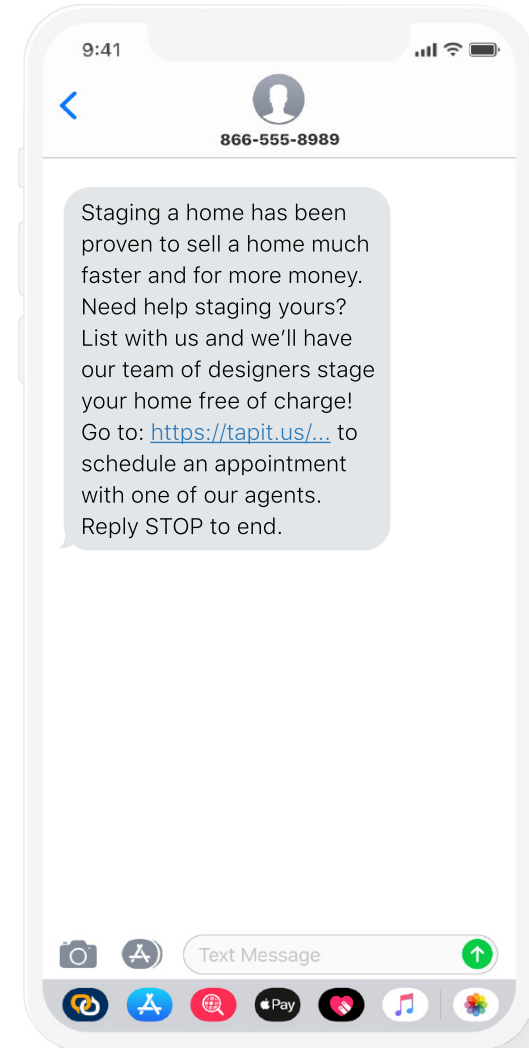 9:41
866-555-8989
Staging a home has been
proven to sell a home much
faster and for more money.
Need help staging yours?
List with us and we’ll have
our team of designers stage
your home free of charge!
Go to: https://tapit.us/... to
schedule an appointment
with one of our agents.
Reply STOP to end.
Text Message
Pay